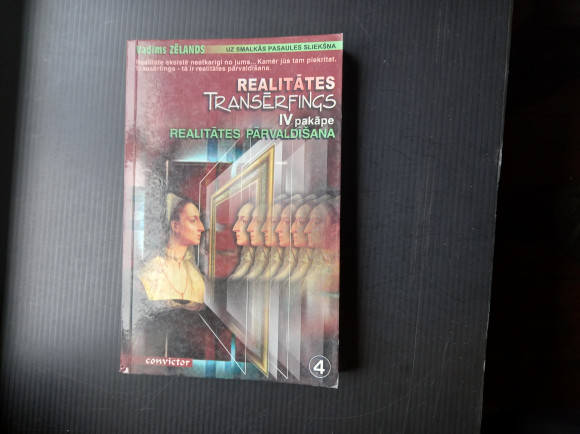 Vadims ZĒLANDS
UZ SMALKĀS PASAULES SLIEKŠŅA
Realitāte eksistē neatkarīgi no jums... Kamēr jūs tam piekrītat.
Transērfings - tā ir realitātes pārvaldīšana.
REALITĀTES
TRANSĒRFINGS
IV pakāpe
REALITĀTES PĀRVALDĪŠANA
convictor
4